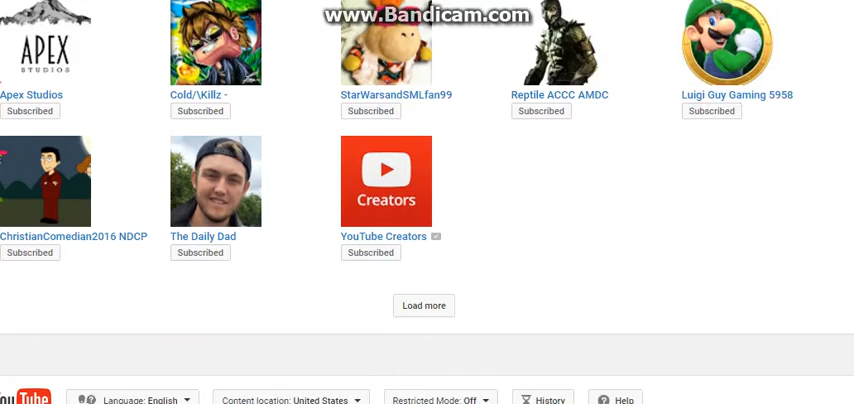 www.Bandicam.com
APEX
STUDIOS
Apex Studios
Cold/\Killz -
StarWarsandSMLfan99
Reptile ACCC AMDC
Luigi Guy Gaming 5958
Subscribed
Subscribed
Subscribed
Subscribed
Subscribed
Creators
ChristianComedian2016 NDCP
The Daily Dad
YouTube Creators
Subscribed
Subscribed
Subscribed
Load more
You Tube
Language: English
Content location: United States
Restricted Mode: Off
History
Help